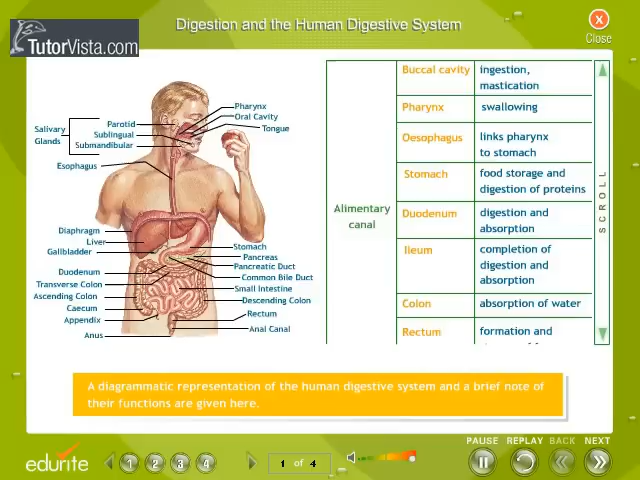 Digestion and the Human Digestive System
Close
TutorVista.com
Pharynx
Oral Cavity
Tongue
Parotid
Salivary
Glands
Sublingual
Submandibular
Esophagus
Diaphragm
Liver
Gallbladder
Stomach
Pancreas
Pancreatic Duct
Common Bile Duct
Duodenum
Transverse Colon
Small Intestine
Ascending Colon
Descending Colon
Caecum
Rectum
Appendix
Anal Canal
Anus
Alimentary
canal
Buccal cavity
ingestion,
mastication
Pharynx
swallowing
Oesophagus
links pharynx
to stomach
Stomach
food storage and
digestion of proteins
Duodenum
digestion and
absorption
Ileum
completion of
digestion and
absorption
Colon
absorption of water
Rectum
formation and
SCROLL
A diagrammatic representation of the human digestive system and a brief note of
their functions are given here.
edurite
1 2 3 4
1 of 4
PAUSE REPLAY BACK NEXT